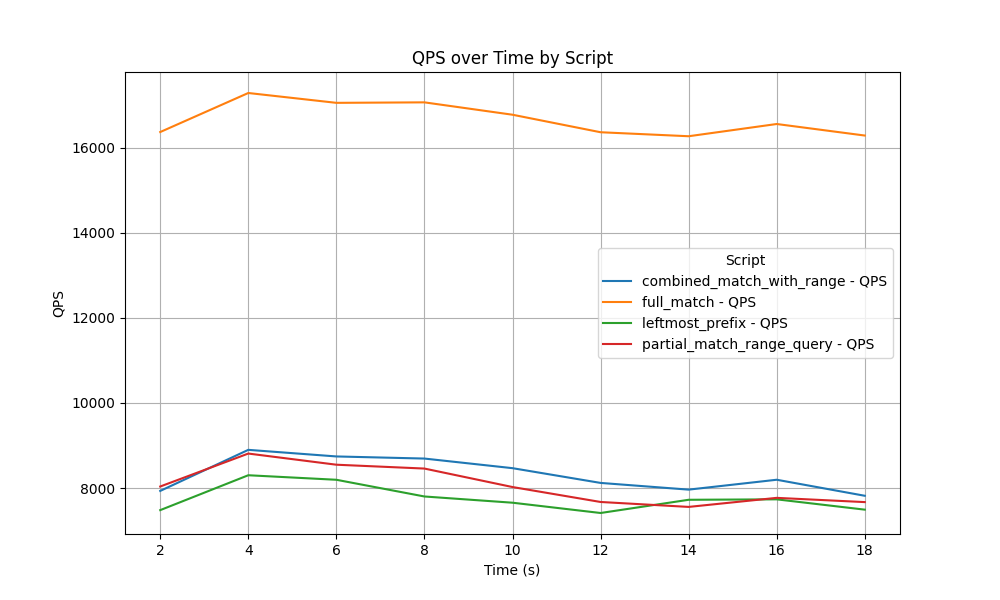 QPS over Time by Script
QPS
16000
14000
12000
10000
8000
Script
combined_match_with_range - QPS
full_match - QPS
leftmost_prefix - QPS
partial_match_range_query - QPS
2 4 6 8 10 12 14 16 18
Time (s)